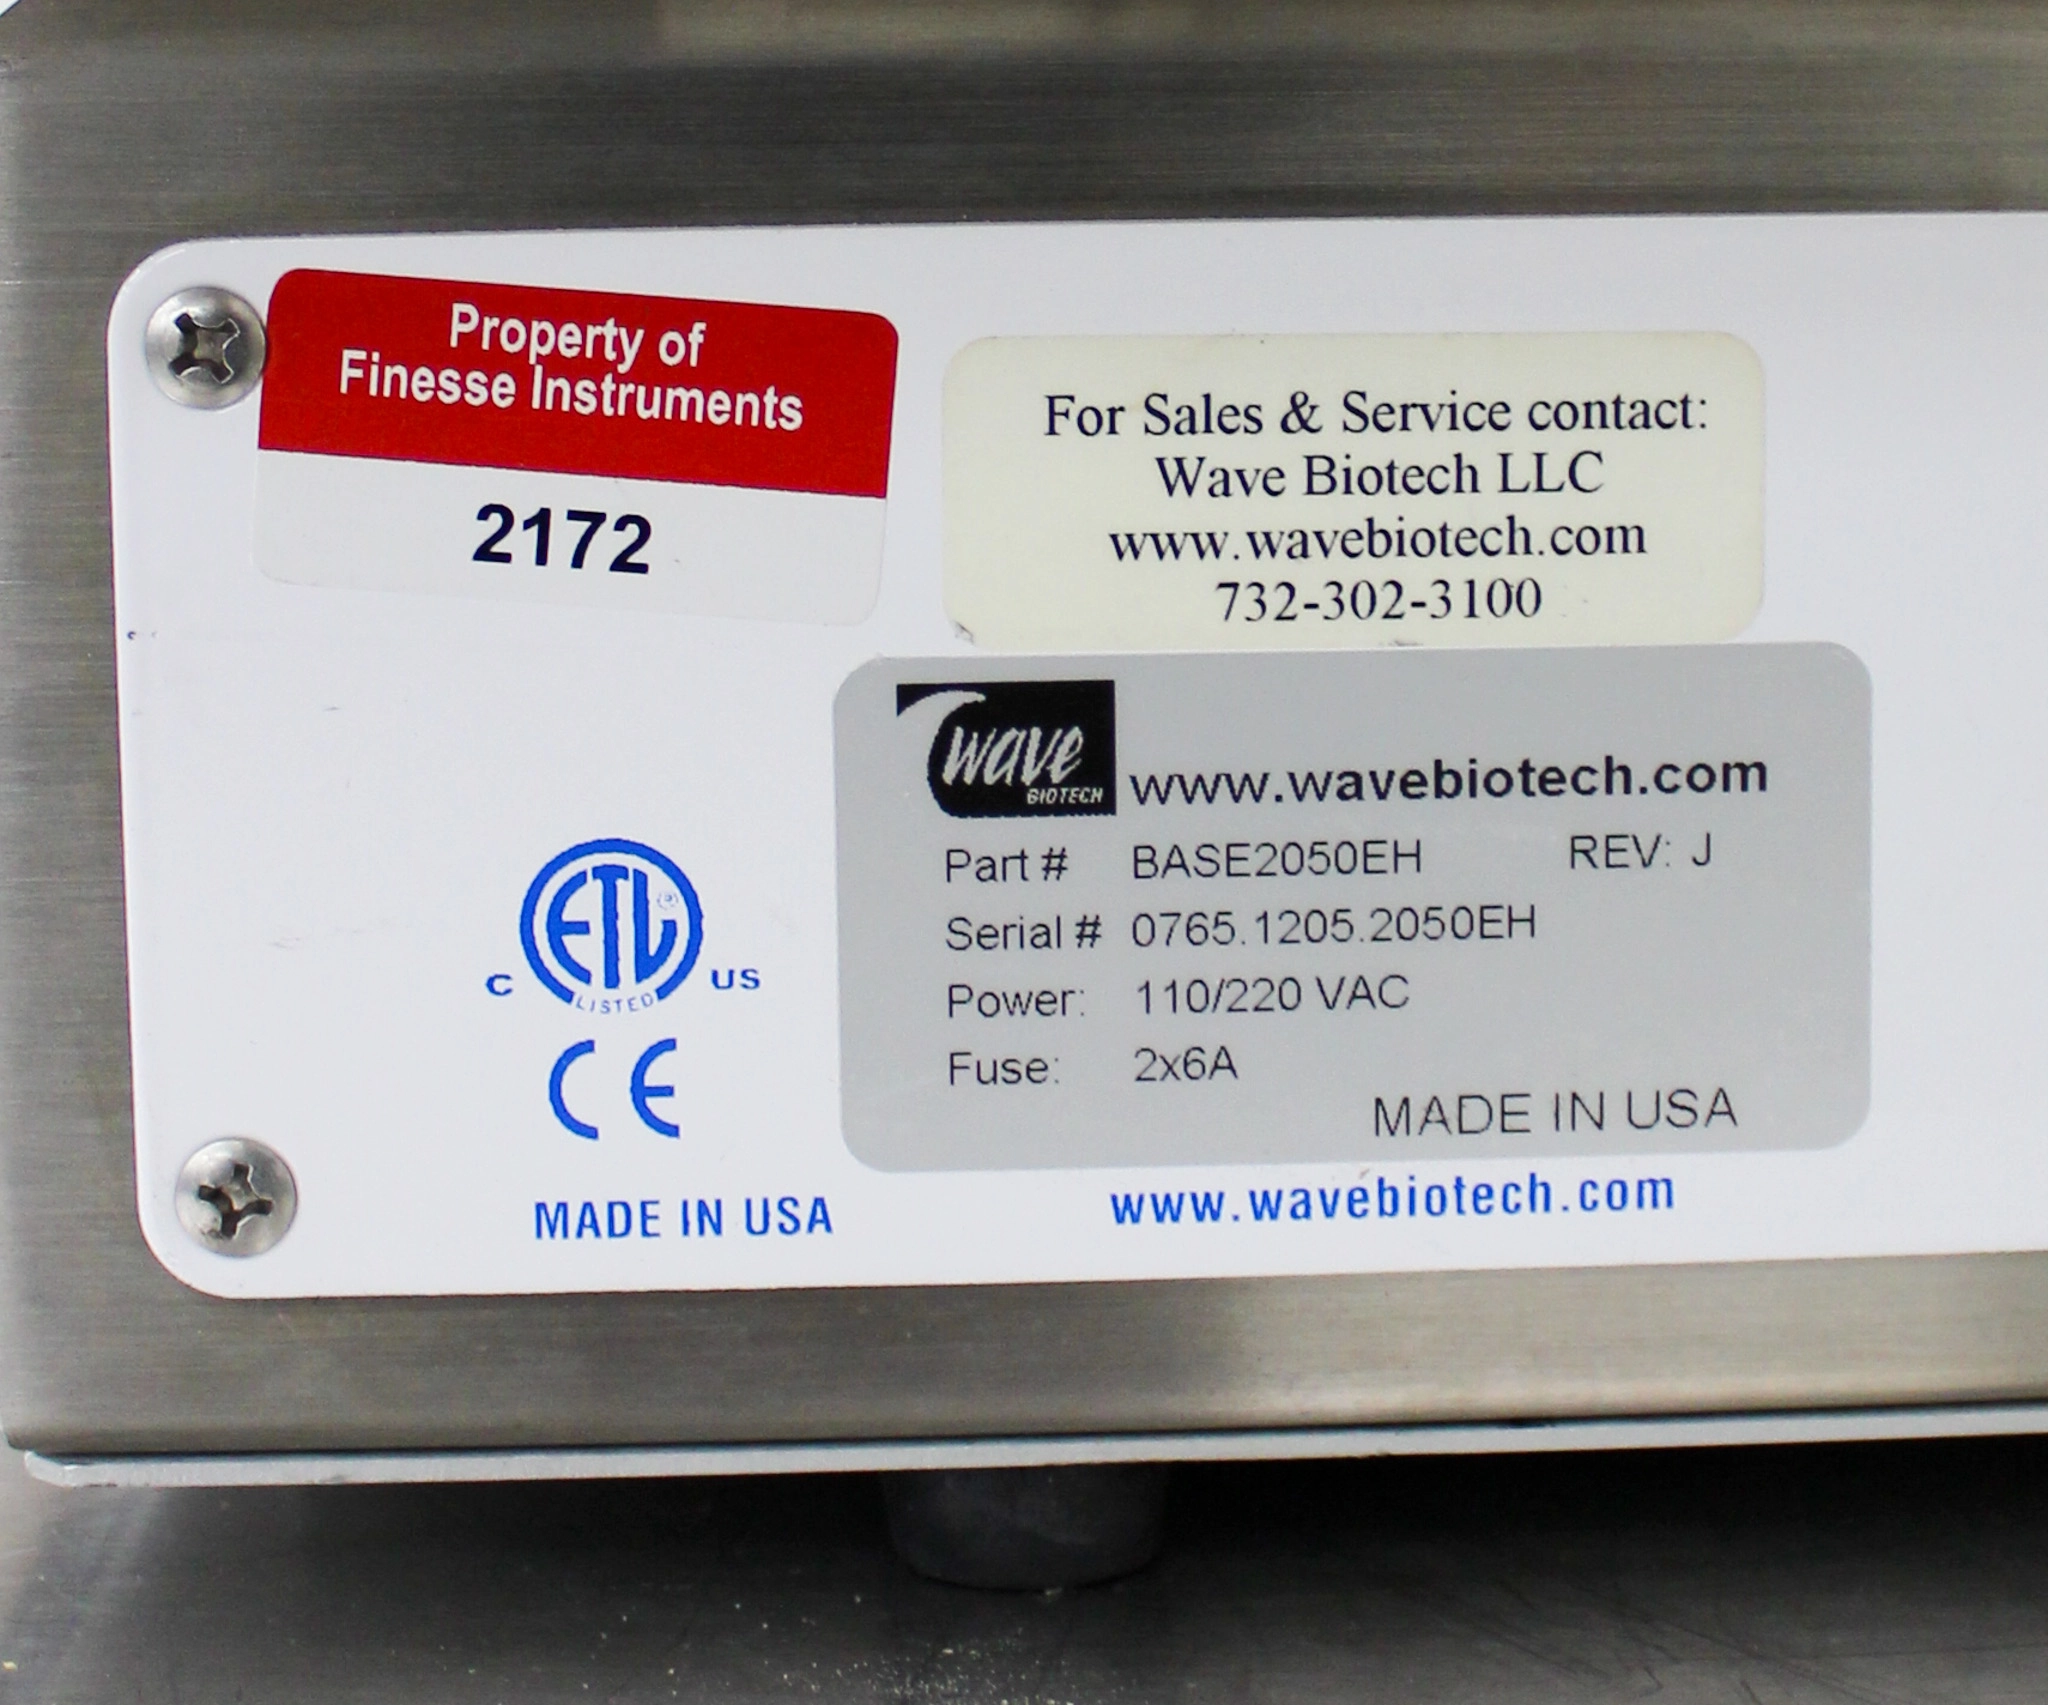 Property of
Finesse Instruments
2172
For Sales & Service contact:
Wave Biotech LLC
www.wavebiotech.com
732-302-3100
wave
BIOTECH
www.wavebiotech.com
Part # BASE2050EH REV: J
Serial # 0765.1205.2050EH
Power: 110/220 VAC
Fuse: 2x6A
MADE IN USA
C ETL® US
LISTED
CE
MADE IN USA
www.wavebiotech.com